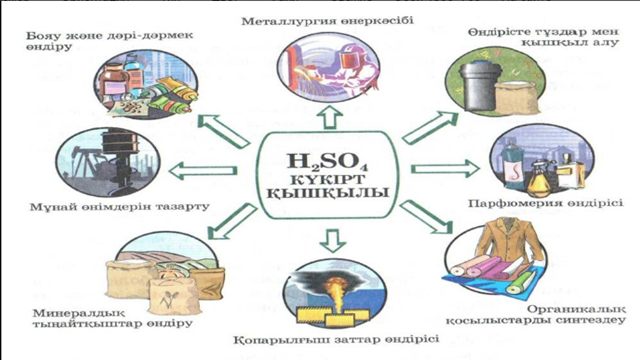 Металлургия өнеркәсібі
Бояу және дәрі-дәрмек
өндіру
Өндірісте тұздар мен
қышқыл алу
H₂SO₄
КҮКІРТ
ҚЫШҚЫЛЫ
Мұнай өнімдерін тазарту
Парфюмерия өндірісі
Минералдық
тыңайтқыштар өндіру
Қопарылғыш заттар өндірісі
Органикалық
қосылыстарды синтездеу